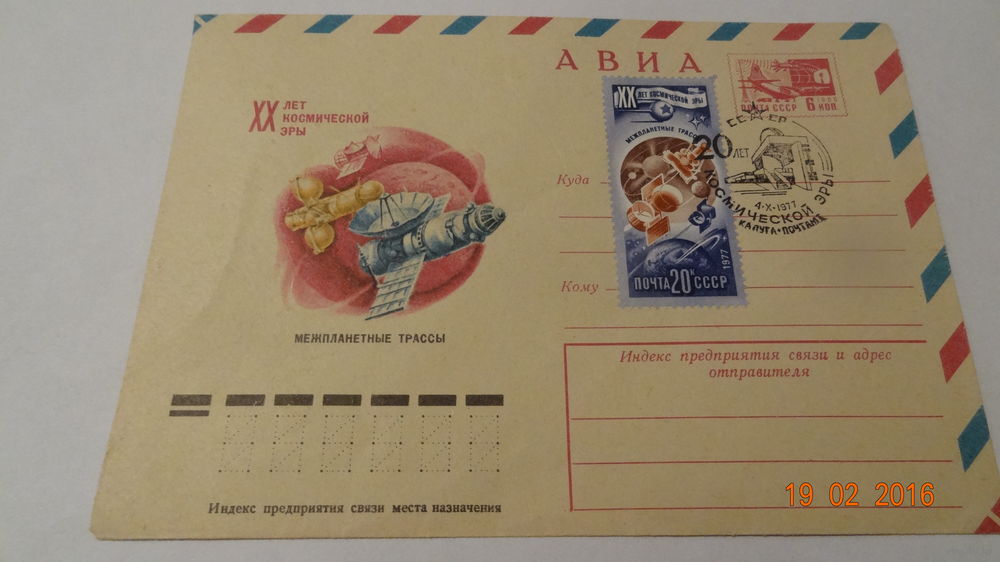 АВИА
XX ЛЕТ
КОСМИЧЕСКОЙ
ЭРЫ
МЕЖПЛАНЕТНЫЕ ТРАССЫ
Индекс предприятия связи места назначения
XX ЛЕТ КОСМИЧЕСКОЙ ЭРЫ
МЕЖПЛАНЕТНЫЕ ТРАССЫ
1977
ПОЧТА 20к СССР
ПОЧТА СССР 6 КОП.
1966
20 ЛЕТ
КОСМИЧЕСКОЙ ЭРЫ
4-X-1977
КАЛУГА • ПОЧТАМТ
Куда
Кому
Индекс предприятия связи и адрес
отправителя
19 02 2016